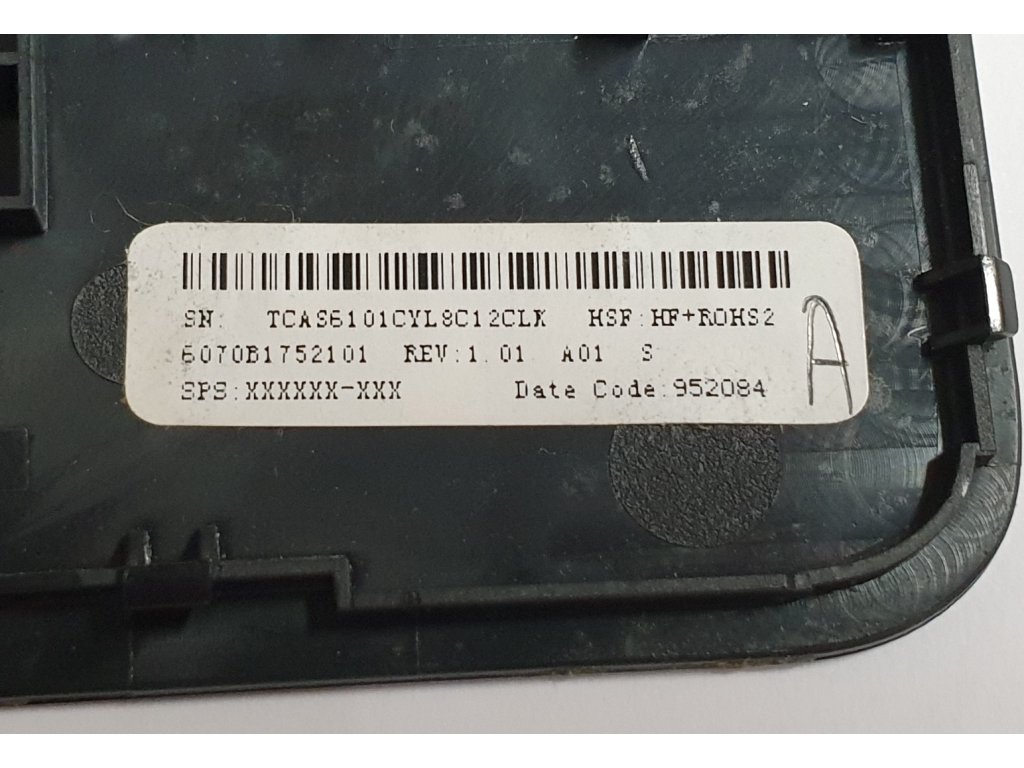 SN: TCAS6101CYL8C12CLK HSF:HF+ROHS2
6070B1752101 REV:1.01 A01 S
SPS:XXXXXX-XXX Date Code:952084
A